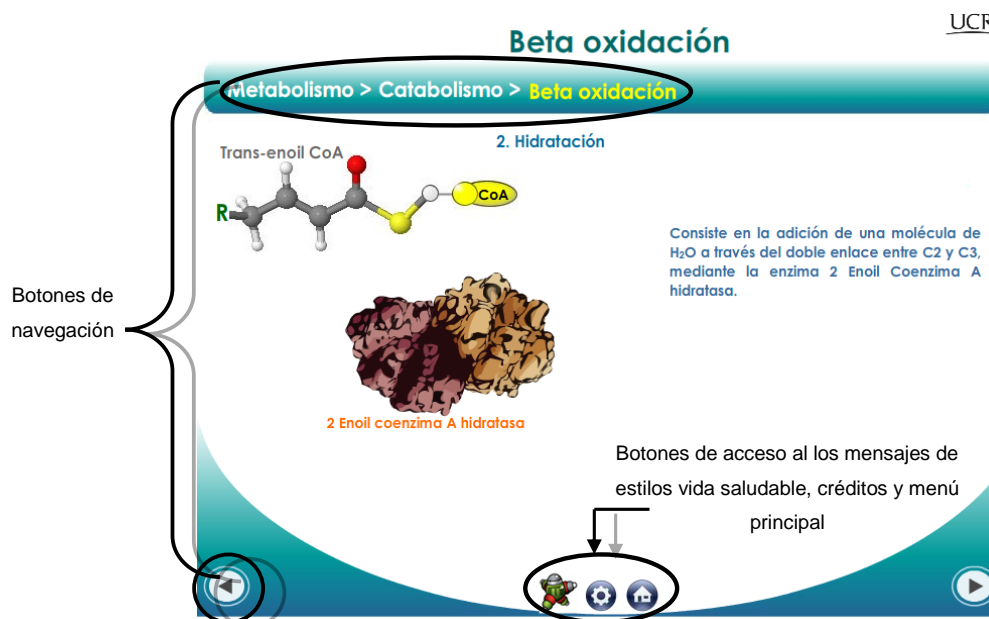 UCR
Beta oxidación
Metabolismo > Catabolismo > Beta oxidación
2. Hidratación
Trans-enoil CoA
CoA
R
Consiste en la adición de una molécula de
H₂O a través del doble enlace entre C2 y C3,
mediante la enzima 2 Enoil Coenzima A
hidratasa.
Botones de
navegación
2 Enoil coenzima A hidratasa
Botones de acceso al los mensajes de
estilos vida saludable, créditos y menú
principal